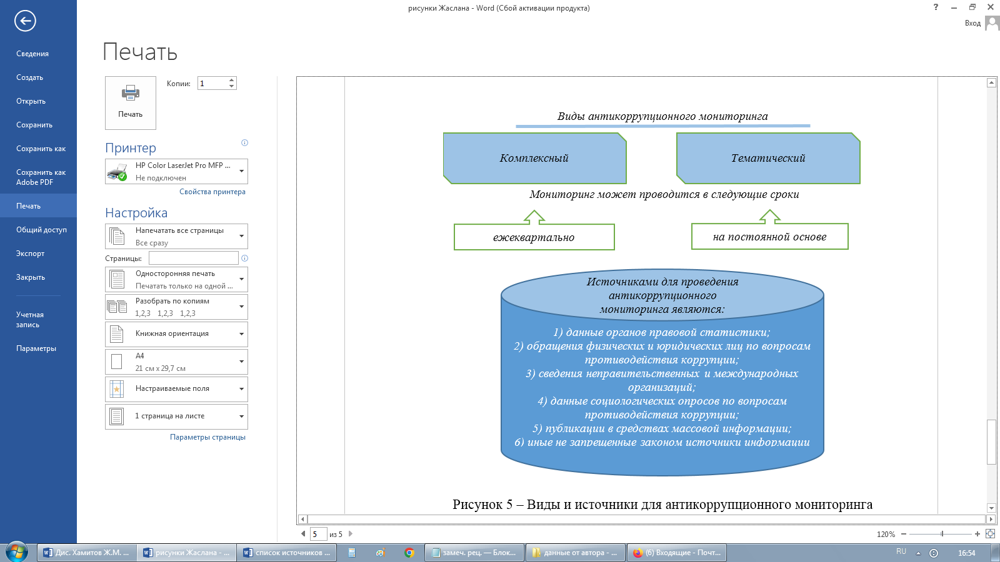 рисунки Жаслана - Word (Сбой активации продукта)
?
Вход
Сведения
Создать
Открыть
Сохранить
Сохранить как
Сохранить как
Adobe PDF
Печать
Общий доступ
Экспорт
Закрыть
Учетная
запись
Параметры
Печать
Печать
Копии: 1
Принтер
HP Color LaserJet Pro MFP ...
Не подключен
Свойства принтера
Настройка
Напечатать все страницы
Все сразу
Страницы:
Односторонняя печать
Печатать только на одной ...
Разобрать по копиям
1,2,3 1,2,3 1,2,3
Книжная ориентация
A4
21 см x 29,7 см
Настраиваемые поля
1 страница на листе
Параметры страницы
Виды антикоррупционного мониторинга
Комплексный
Тематический
Мониторинг может проводится в следующие сроки
ежеквартально
на постоянной основе
Источниками для проведения
антикоррупционного
мониторинга являются:
1) данные органов правовой статистики;
2) обращения физических и юридических лиц по вопросам
противодействия коррупции;
3) сведения неправительственных и международных
организаций;
4) данные социологических опросов по вопросам
противодействия коррупции;
5) публикации в средствах массовой информации;
6) иные не запрещенные законом источники информации
Рисунок 5 – Виды и источники для антикоррупционного мониторинга
5 из 5
120%
Дис. Хамитов Ж.М. ...
рисунки Жаслана - ...
список источников ...
замеч. рец. — Блок...
данные от автора - ...
(6) Входящие - Почт...
RU
16:54